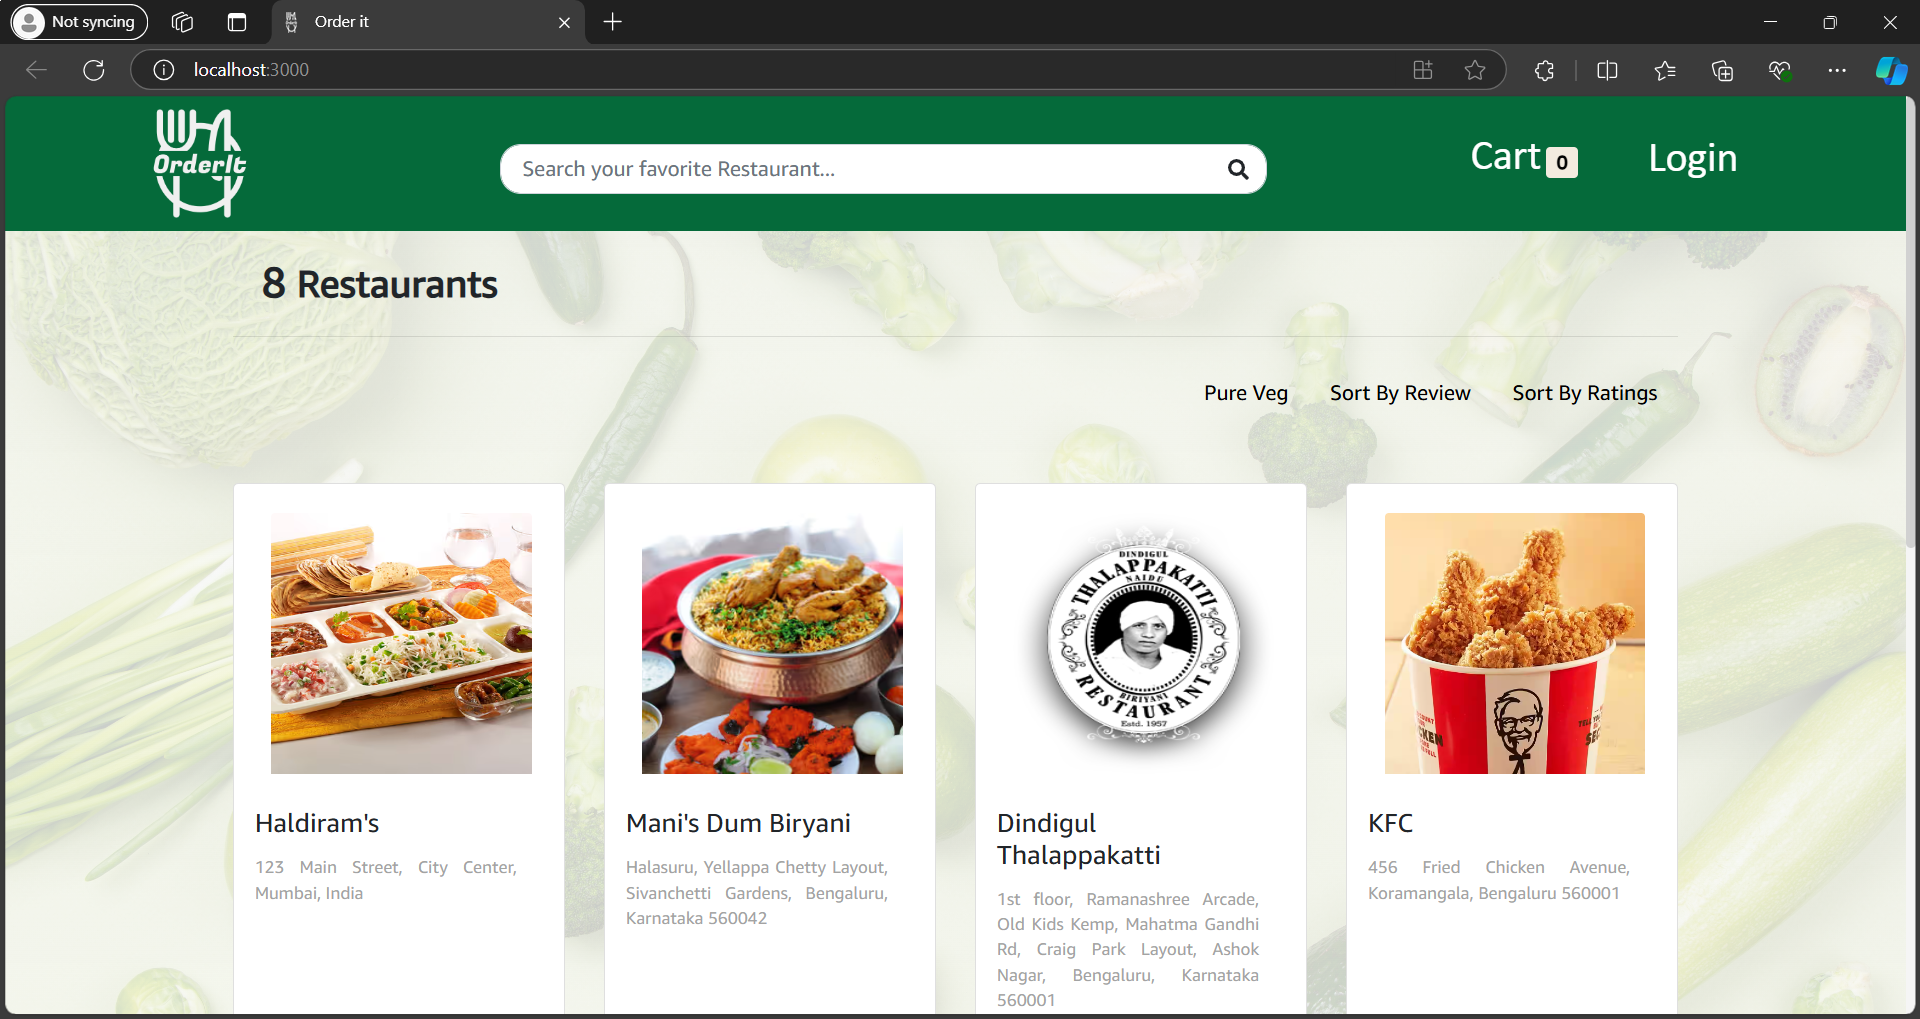 Not syncing
Order it
localhost:3000
OrderIt
Search your favorite Restaurant...
Cart 0
Login
8 Restaurants
Pure Veg
Sort By Review
Sort By Ratings
DINDIGUL
THALAPPAKATTI
NAIDU
BIRIYANI
RESTAURANT
Estd. 1957
Haldiram's
123 Main Street, City Center,
Mumbai, India
Mani's Dum Biryani
Halasuru, Yellappa Chetty Layout,
Sivanchetti Gardens, Bengaluru,
Karnataka 560042
Dindigul
Thalappakatti
1st floor, Ramanashree Arcade,
Old Kids Kemp, Mahatma Gandhi
Rd, Craig Park Layout, Ashok
Nagar, Bengaluru, Karnataka
560001
KFC
456 Fried Chicken Avenue,
Koramangala, Bengaluru 560001